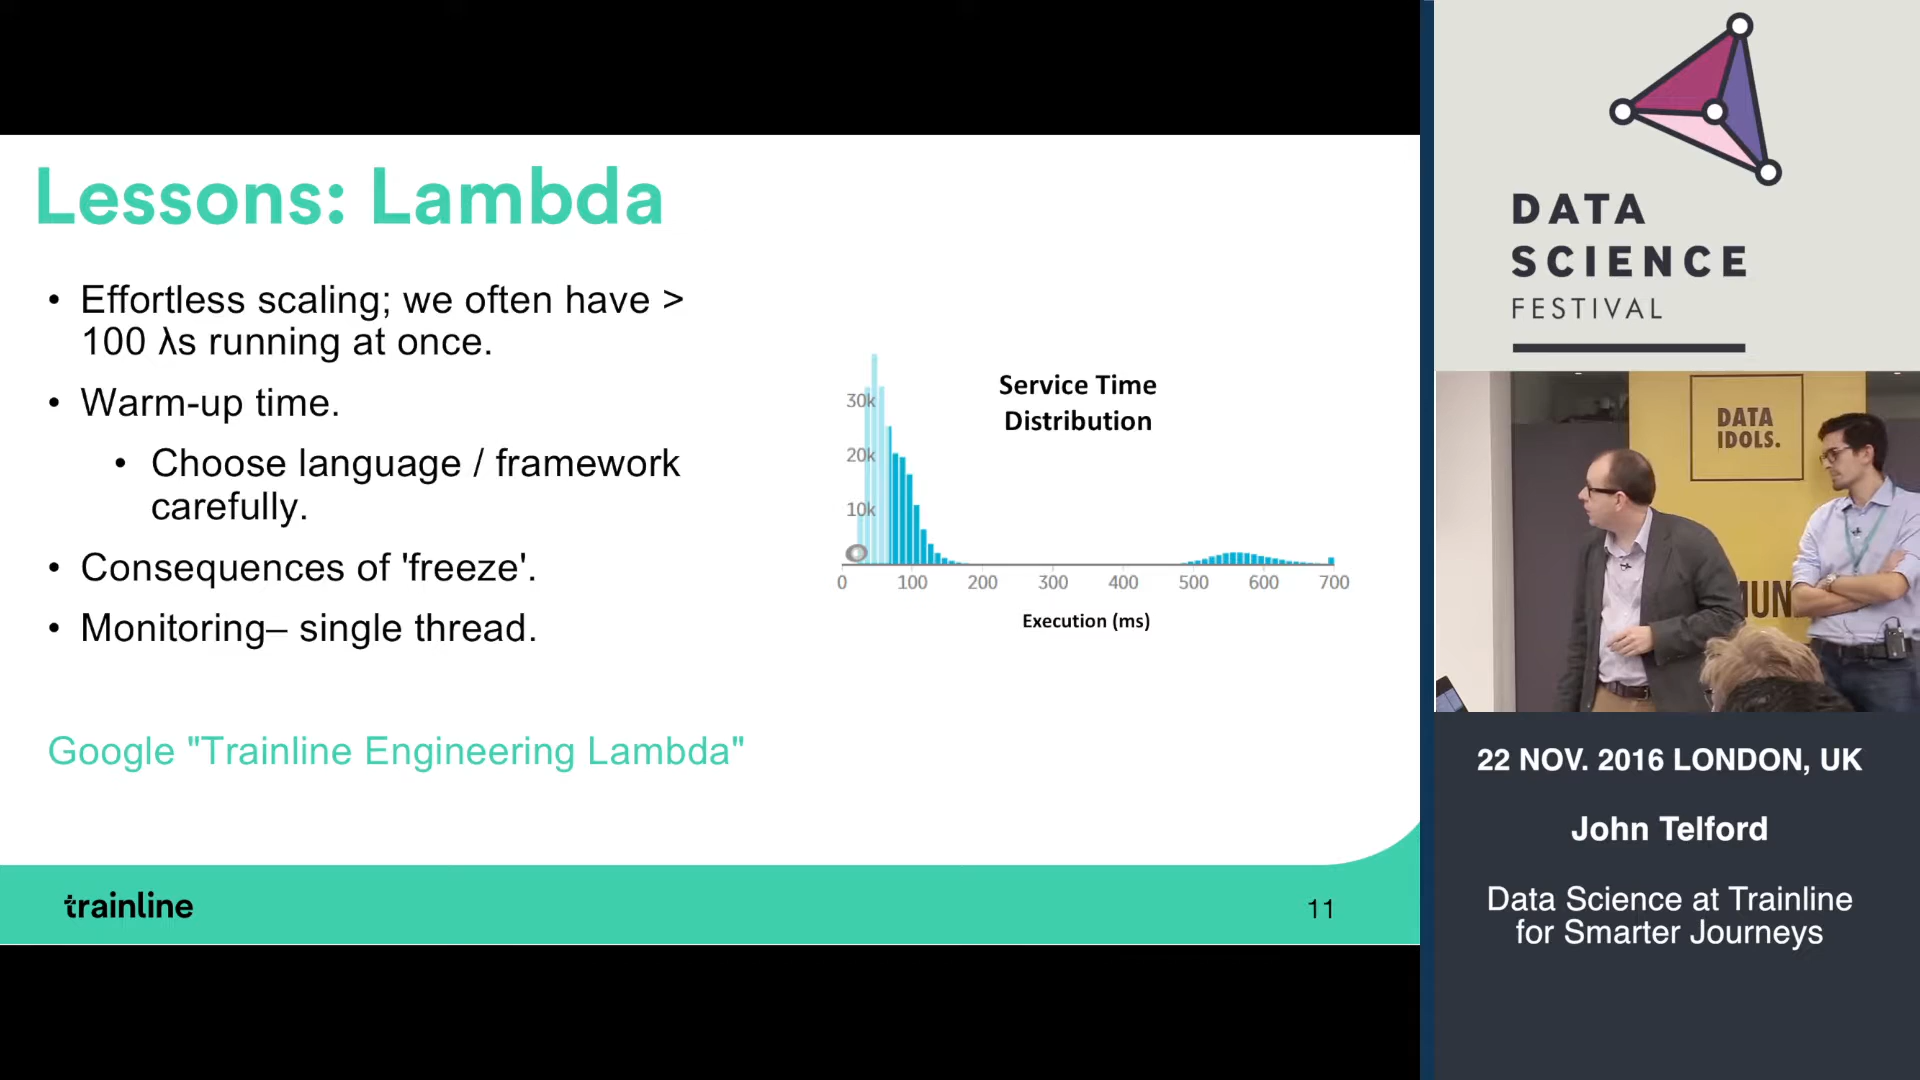 Lessons: Lambda
• Effortless scaling; we often have >
100 λs running at once.
• Warm-up time.
• Choose language / framework
carefully.
• Consequences of 'freeze'.
• Monitoring– single thread.
Google "Trainline Engineering Lambda"
Service Time
Distribution
30k
20k
10k
0 100 200 300 400 500 600 700
Execution (ms)
trainline
11
DATA
SCIENCE
FESTIVAL
DATA
IDOLS.
MUN
22 NOV. 2016 LONDON, UK
John Telford
Data Science at Trainline
for Smarter Journeys